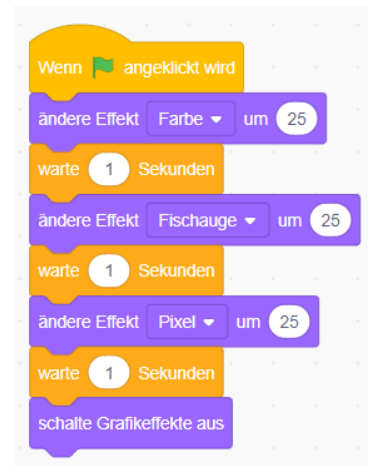 Wenn angeklickt wird
ändere Effekt Farbe um 25
warte 1 Sekunden
ändere Effekt Fischauge um 25
warte 1 Sekunden
ändere Effekt Pixel um 25
warte 1 Sekunden
schalte Grafikeffekte aus